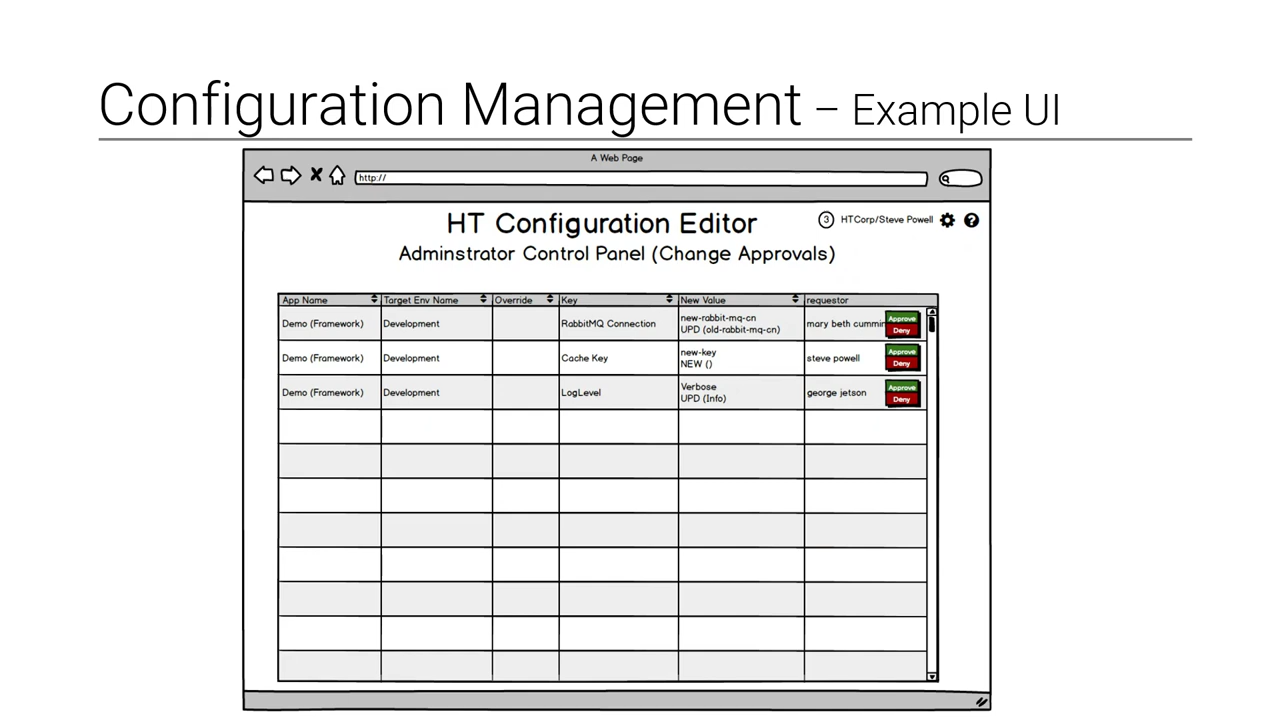 Configuration Management – Example UI
A Web Page
http://
HT Configuration Editor
3 HTCorp/Steve Powell ?
Adminstrator Control Panel (Change Approvals)
App Name Target Env Name Override Key New Value requestor
Demo (Framework) Development RabbitMQ Connection new-rabbit-mq-cn mary beth cummin Approve
UPD (old-rabbit-mq-cn) Deny
Demo (Framework) Development Cache Key new-key steve powell Approve
NEW () Deny
Demo (Framework) Development LogLevel Verbose george jetson Approve
UPD (Info) Deny